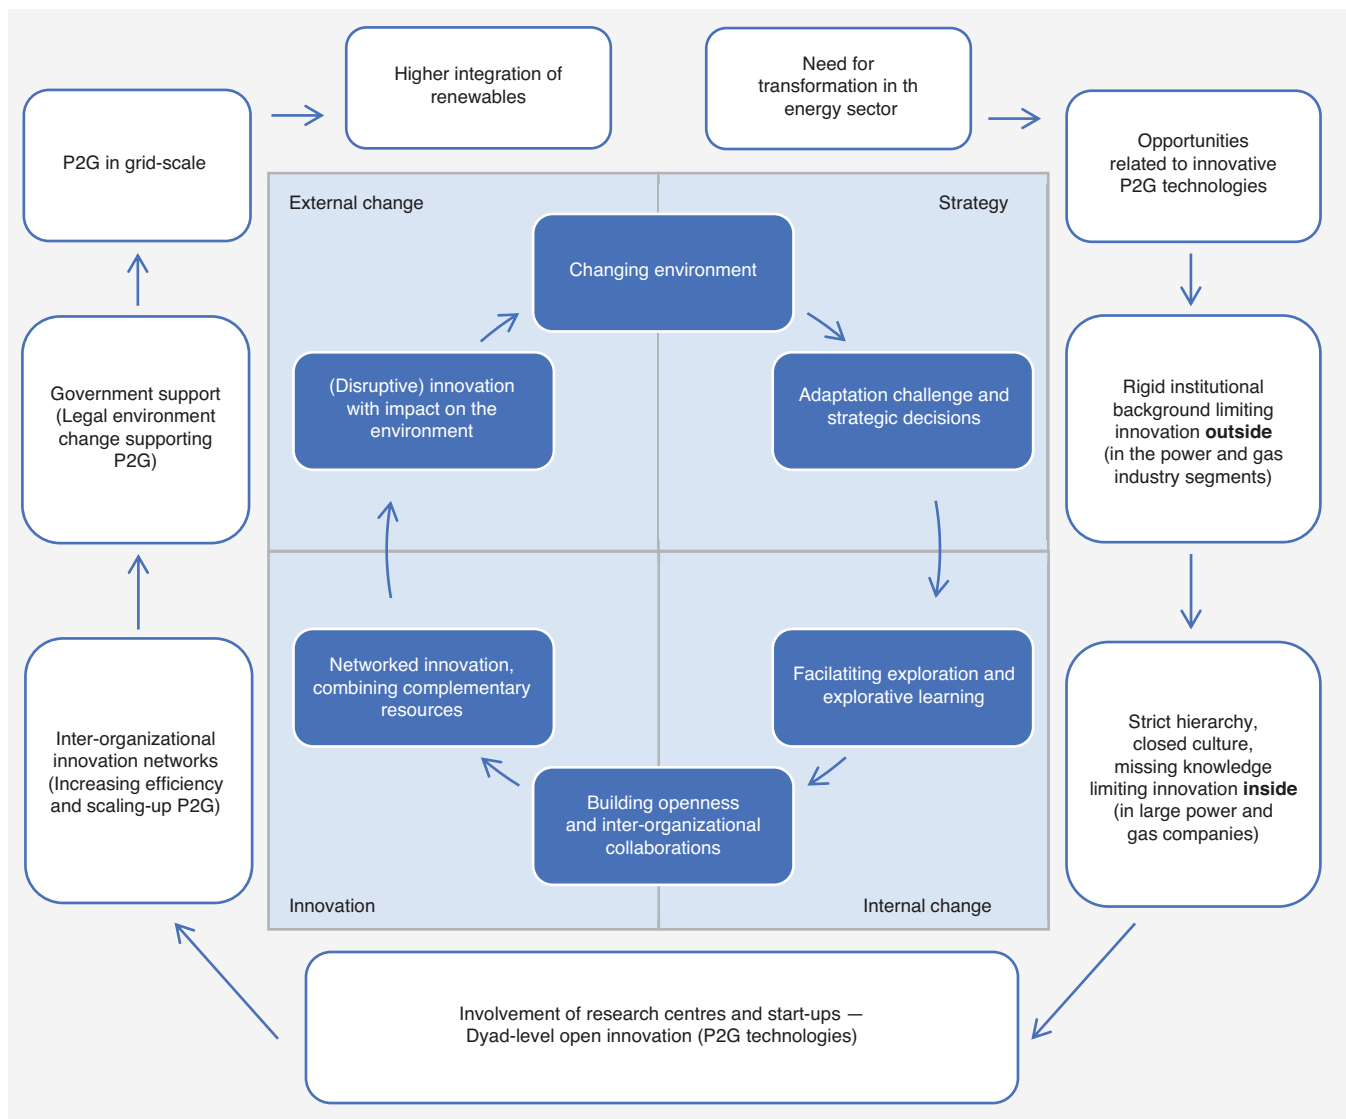 Higher integration of
renewables
Need for
transformation in th
energy sector
P2G in grid-scale
Opportunities
related to innovative
P2G technologies
External change
Strategy
Changing environment
(Disruptive) innovation
with impact on the
environment
Adaptation challenge and
strategic decisions
Government support
(Legal environment
change supporting
P2G)
Rigid institutional
background limiting
innovation outside
(in the power and gas
industry segments)
Networked innovation,
combining complementary
resources
Facilatiting exploration and
explorative learning
Inter-organizational
innovation networks
(Increasing efficiency
and scaling-up P2G)
Strict hierarchy,
closed culture,
missing knowledge
limiting innovation inside
(in large power and
gas companies)
Building openness
and inter-organizational
collaborations
Innovation
Internal change
Involvement of research centres and start-ups —
Dyad-level open innovation (P2G technologies)